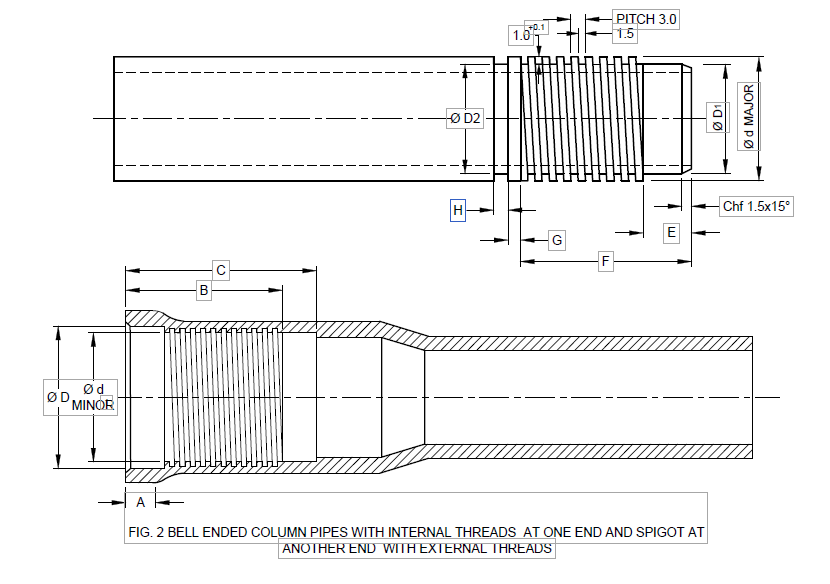 PITCH 3.0
1.0 +0.1
1.5
Ø D2
Ø D1
Ø d MAJOR
H
Chf 1.5x15°
G
E
F
C
B
Ø D
Ø d
MINOR
A
FIG. 2 BELL ENDED COLUMN PIPES WITH INTERNAL THREADS AT ONE END AND SPIGOT AT
ANOTHER END WITH EXTERNAL THREADS